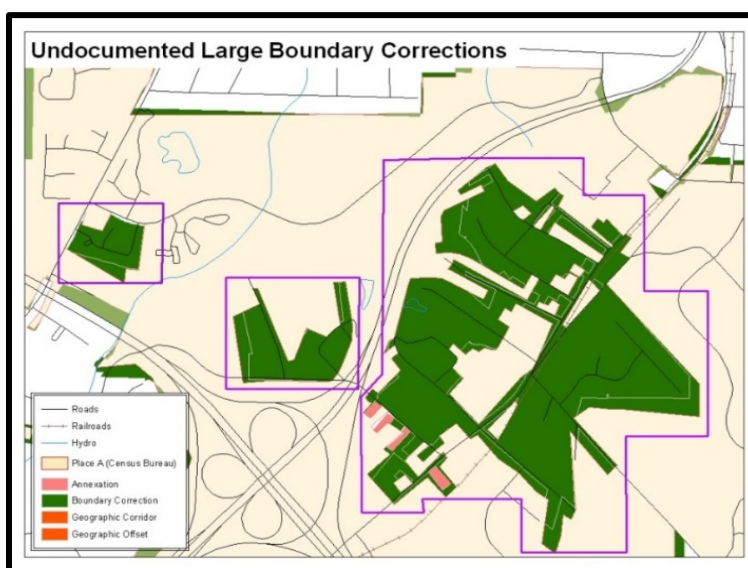 Undocumented Large Boundary Corrections
Roads
Railroads
Hydro
Place A (Census Bureau)
Annexation
Boundary Correction
Geographic Corridor
Geographic Offset